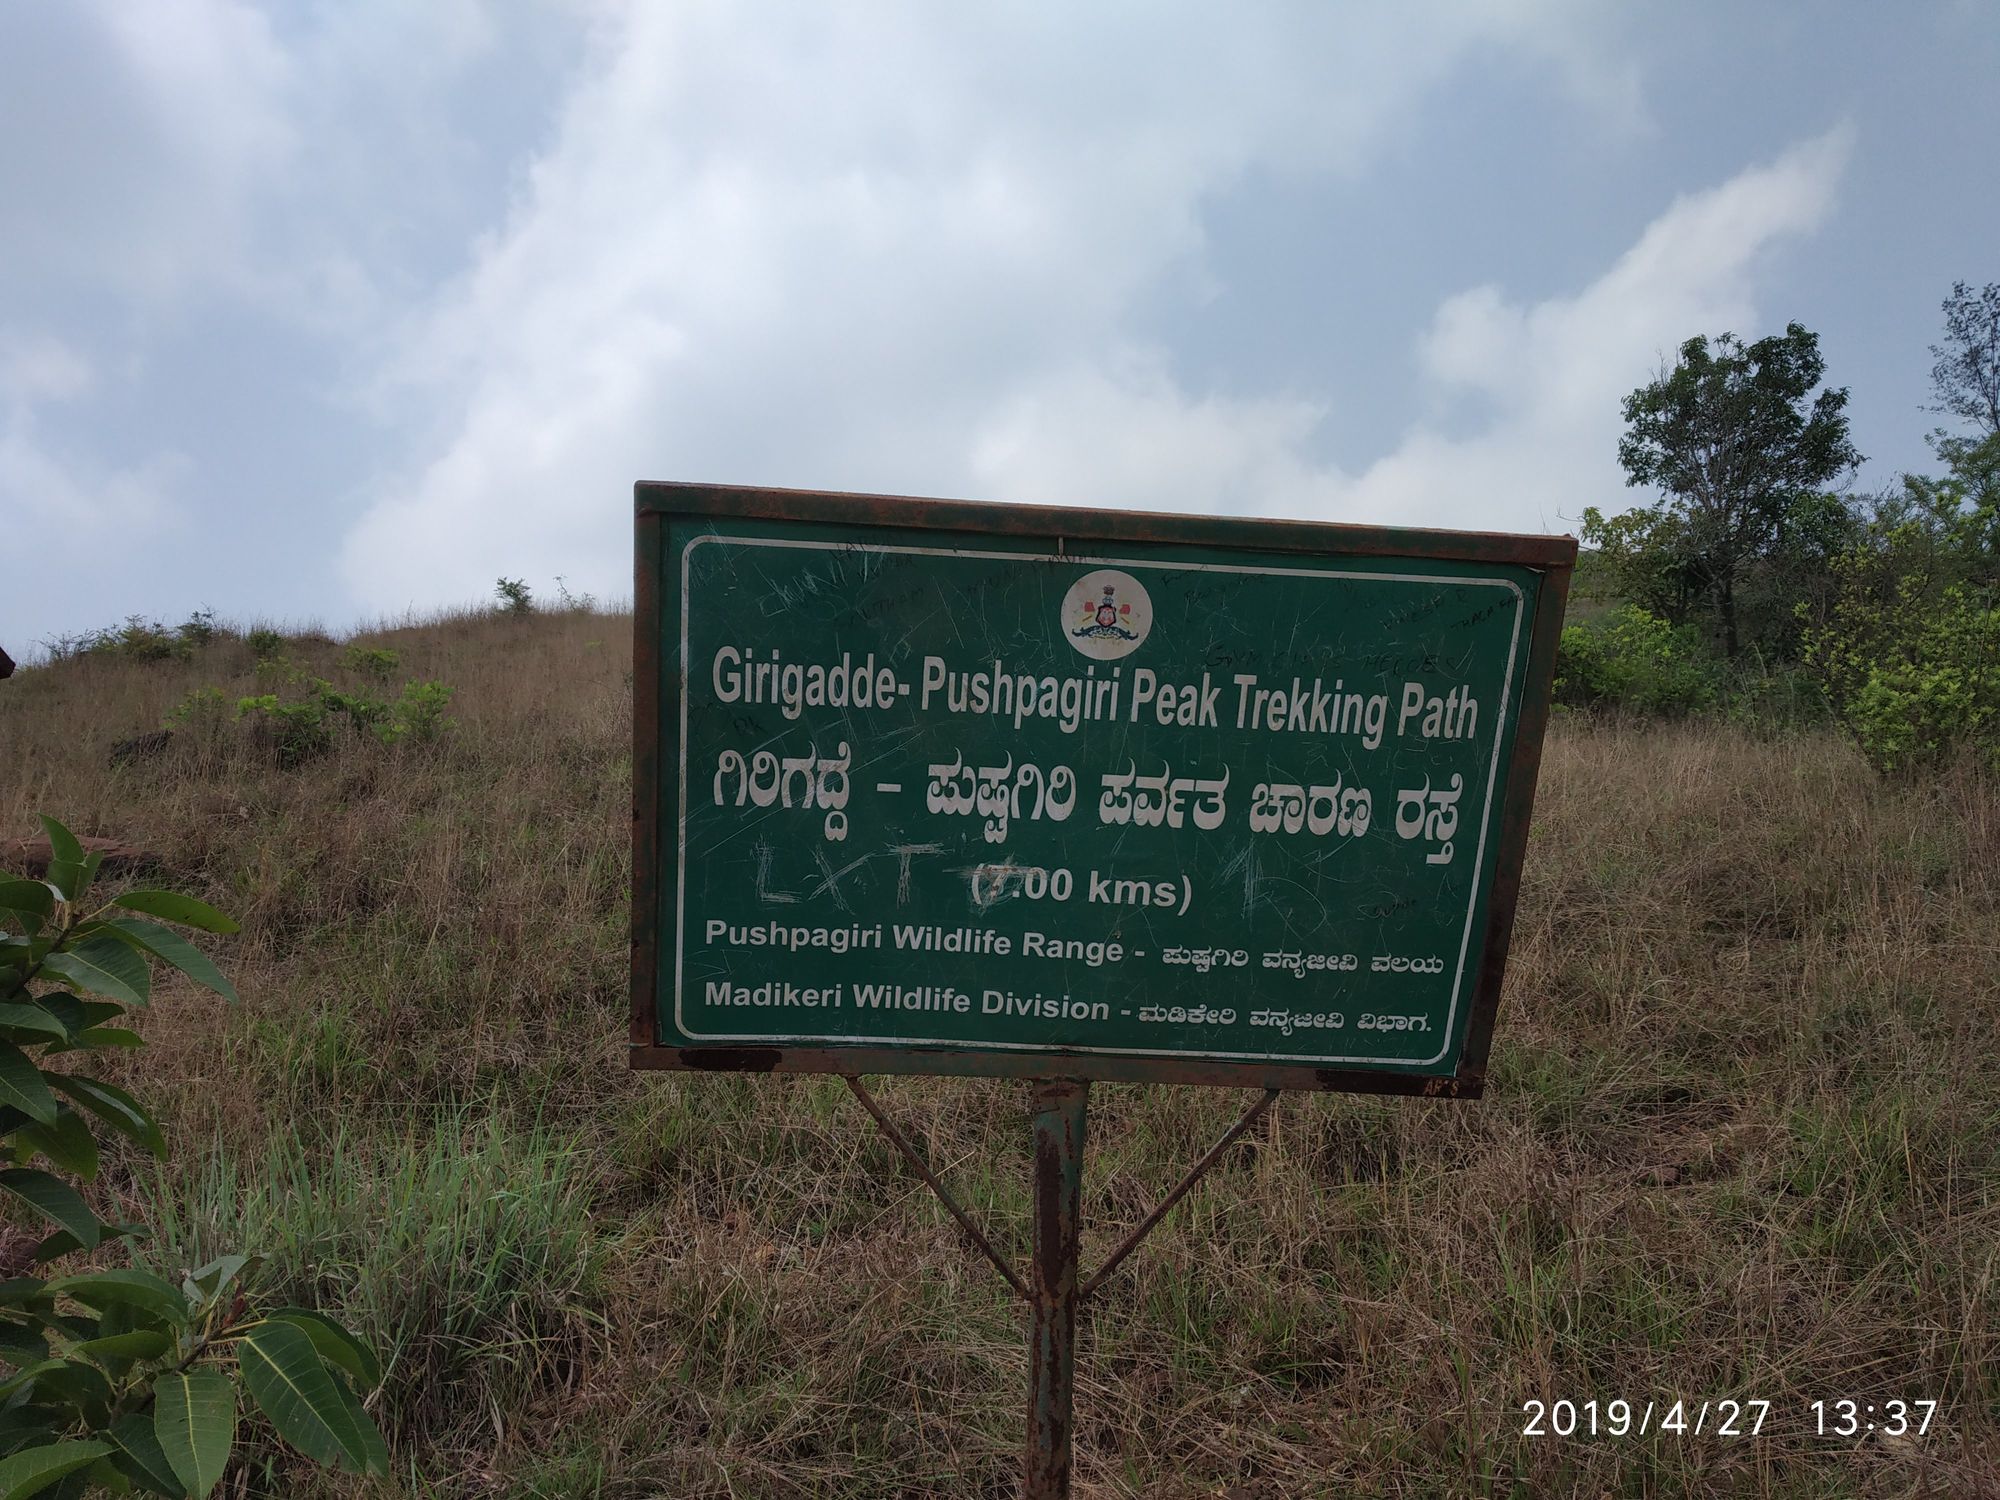 Girigadde- Pushpagiri Peak Trekking Path
ಗಿರಿಗದ್ದೆ - ಪುಷ್ಪಗಿರಿ ಪರ್ವತ ಚಾರಣ ರಸ್ತೆ
LXT
(7.00 kms)
Pushpagiri Wildlife Range - ಪುಷ್ಪಗಿರಿ ವನ್ಯಜೀವಿ ವಲಯ
Madikeri Wildlife Division - ಮಡಿಕೇರಿ ವನ್ಯಜೀವಿ ವಿಭಾಗ.
2019/4/27 13:37